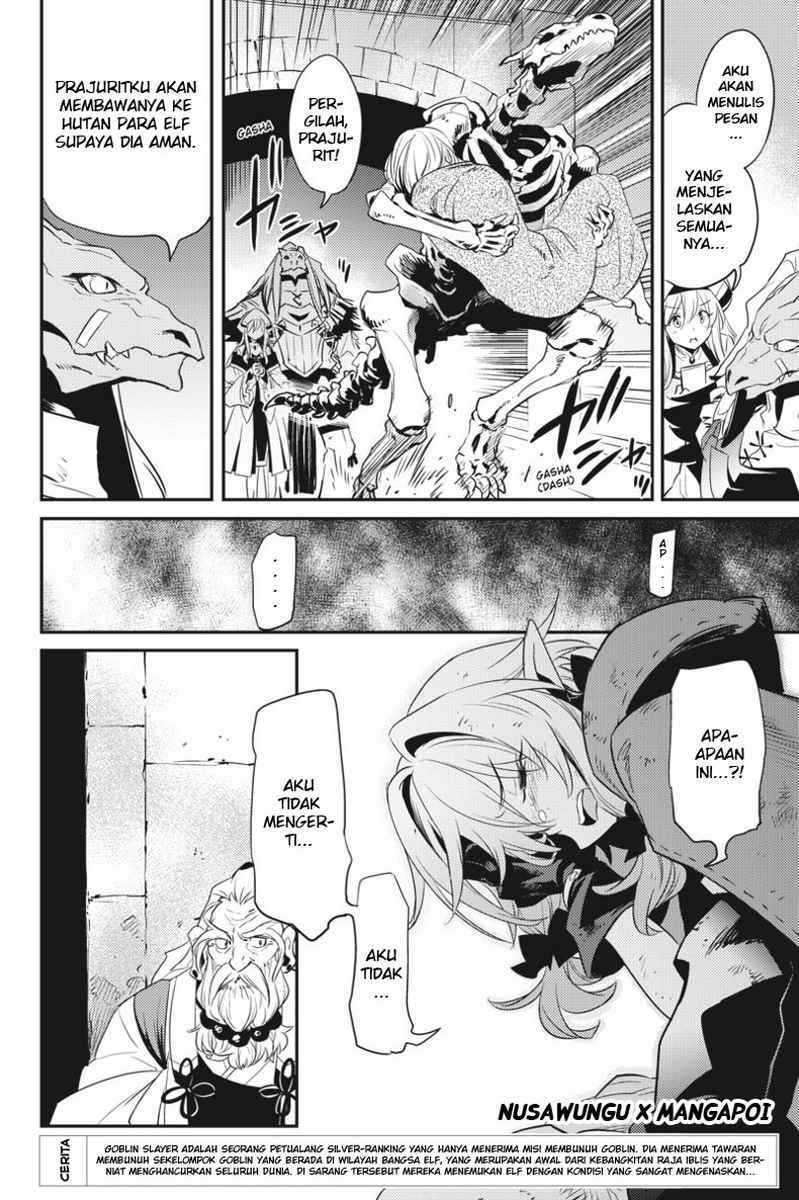 AKU
AKAN
MENULIS
PESAN
...
YANG
MENJE-
LASKAN
SEMUA-
NYA...
PER-
GILAH,
PRAJU-
RIT!
GASHA
GASHA
(DASH)
PRAJURITKU AKAN
MEMBAWANYA KE
HUTAN PARA ELF
SUPAYA DIA AMAN.
AP...
....
APA-
APAAN
INI...?!
AKU
TIDAK
MENGER-
TI...
AKU
TIDAK
...
NUSAWUNGU X MANGAPOI
CERITA
GOBLIN SLAYER ADALAH SEORANG PETUALANG SILVER-RANKING YANG HANYA MENERIMA MISI MEMBUNUH GOBLIN. DIA MENERIMA TAWARAN
MEMBUNUH SEKELOMPOK GOBLIN YANG BERADA DI WILAYAH BANGSA ELF, YANG MERUPAKAN AWAL DARI KEBANGKITAN RAJA IBLIS YANG BER-
NIAT MENGHANCURKAN SELURUH DUNIA. DI SARANG TERSEBUT MEREKA MENEMUKAN ELF DENGAN KONDISI YANG SANGAT MENGENASKAN...